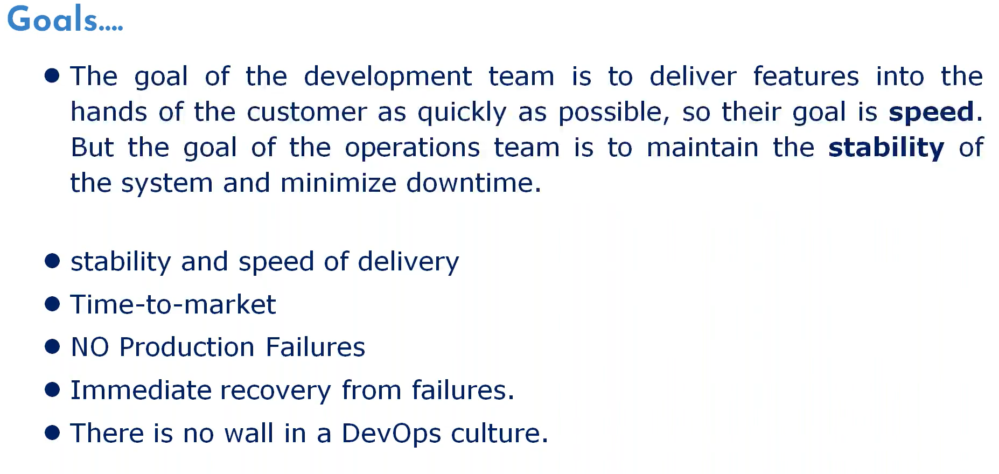 Goals....
● The goal of the development team is to deliver features into the
hands of the customer as quickly as possible, so their goal is speed.
But the goal of the operations team is to maintain the stability of
the system and minimize downtime.
● stability and speed of delivery
● Time-to-market
● NO Production Failures
● Immediate recovery from failures.
● There is no wall in a DevOps culture.